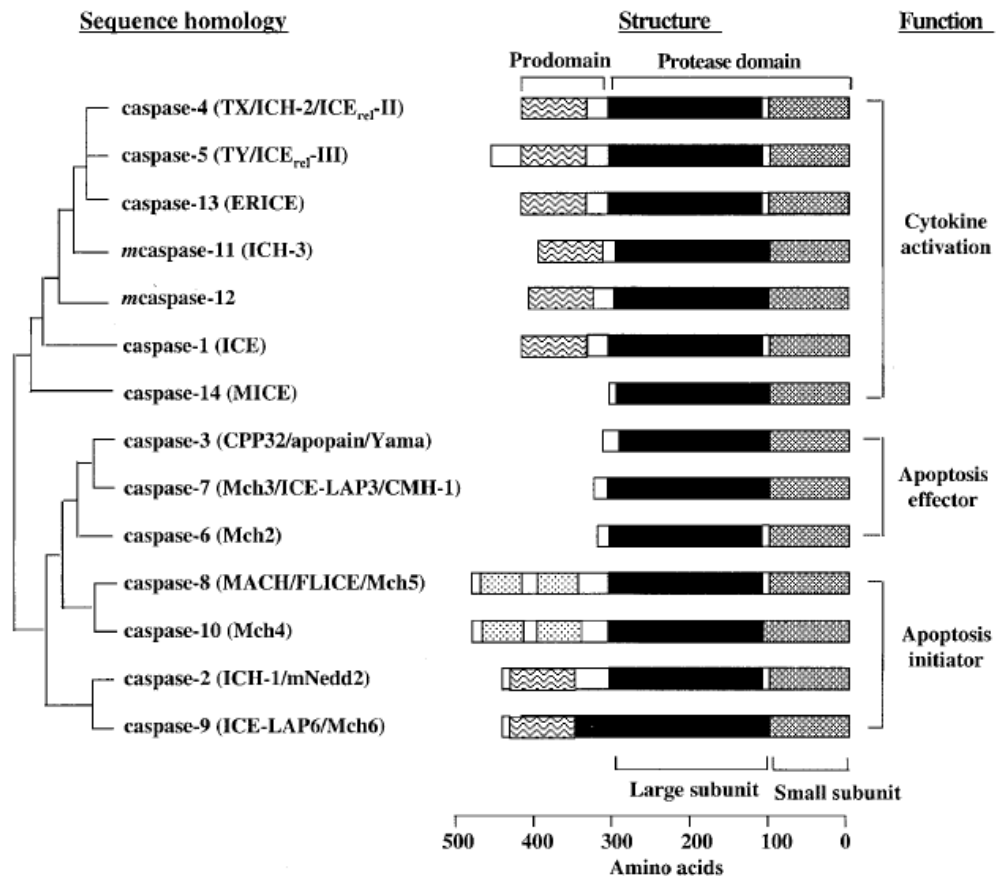 Sequence homology Structure Function
Prodomain Protease domain
caspase-4 (TX/ICH-2/ICErel-II)
caspase-5 (TY/ICErel-III)
caspase-13 (ERICE)
mcaspase-11 (ICH-3)
mcaspase-12
caspase-1 (ICE)
caspase-14 (MICE)
Cytokine
activation
caspase-3 (CPP32/apopain/Yama)
caspase-7 (Mch3/ICE-LAP3/CMH-1)
caspase-6 (Mch2)
Apoptosis
effector
caspase-8 (MACH/FLICE/Mch5)
caspase-10 (Mch4)
caspase-2 (ICH-1/mNedd2)
caspase-9 (ICE-LAP6/Mch6)
Apoptosis
initiator
Large subunit Small subunit
500 400 300 200 100 0
Amino acids